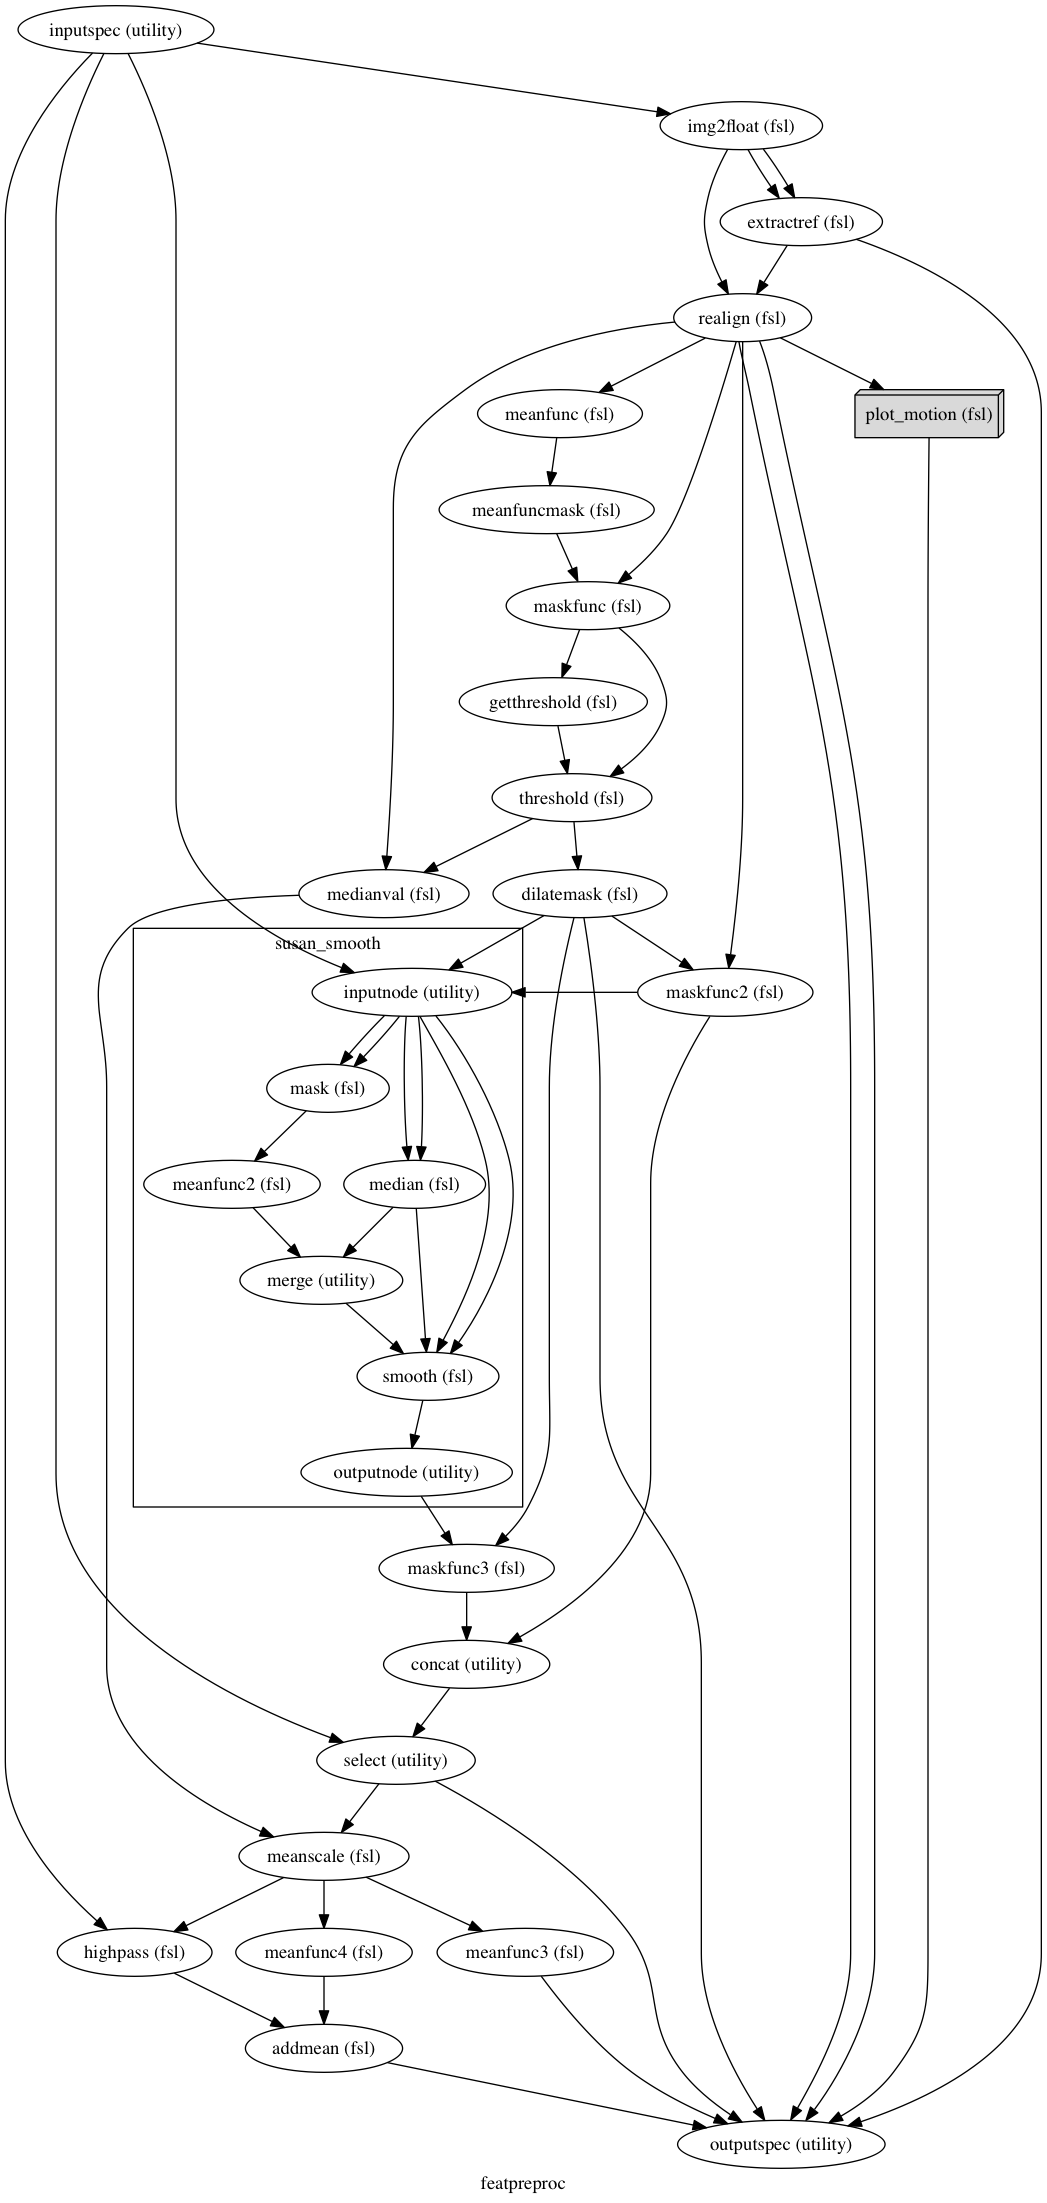 inputspec (utility)
img2float (fsl)
extractref (fsl)
realign (fsl)
meanfunc (fsl)
plot_motion (fsl)
meanfuncmask (fsl)
maskfunc (fsl)
getthreshold (fsl)
threshold (fsl)
medianval (fsl)
dilatemask (fsl)
susan_smooth
inputnode (utility)
maskfunc2 (fsl)
mask (fsl)
meanfunc2 (fsl)
median (fsl)
merge (utility)
smooth (fsl)
outputnode (utility)
maskfunc3 (fsl)
concat (utility)
select (utility)
meanscale (fsl)
highpass (fsl)
meanfunc4 (fsl)
meanfunc3 (fsl)
addmean (fsl)
outputspec (utility)
featpreproc